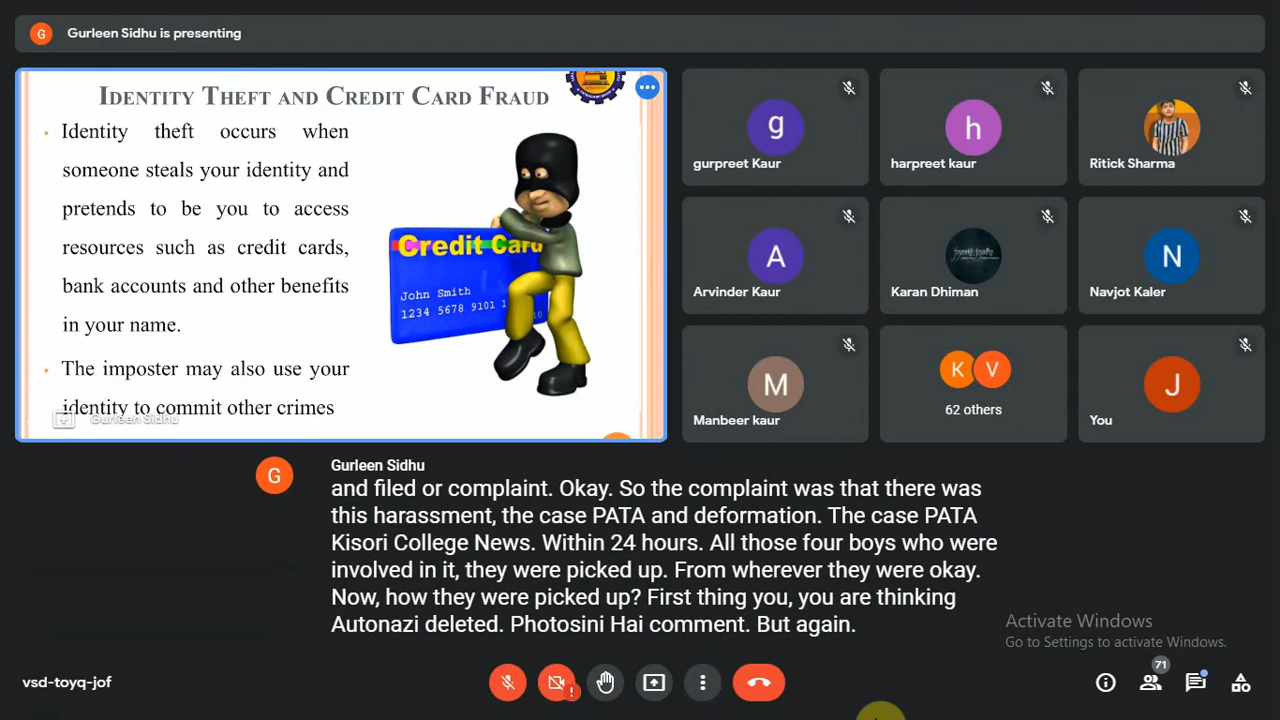 G
Gurleen Sidhu is presenting
IDENTITY THEFT AND CREDIT CARD FRAUD
• Identity theft occurs when
someone steals your identity and
pretends to be you to access
resources such as credit cards,
bank accounts and other benefits
in your name.
• The imposter may also use your
identity to commit other crimes
Gurleen Sidhu
Credit Card
John Smith
1234 5678 9101 1
10
g
gurpreet Kaur
h
harpreet kaur
Ritick Sharma
A
Arvinder Kaur
Karan Dhiman
N
Navjot Kaler
M
Manbeer kaur
K V
62 others
J
You
G
Gurleen Sidhu
and filed or complaint. Okay. So the complaint was that there was
this harassment, the case PATA and deformation. The case PATA
Kisori College News. Within 24 hours. All those four boys who were
involved in it, they were picked up. From wherever they were okay.
Now, how they were picked up? First thing you, you are thinking
Autonazi deleted. Photosini Hai comment. But again.
Activate Windows
Go to Settings to activate Windows.
vsd-toyq-jof
71